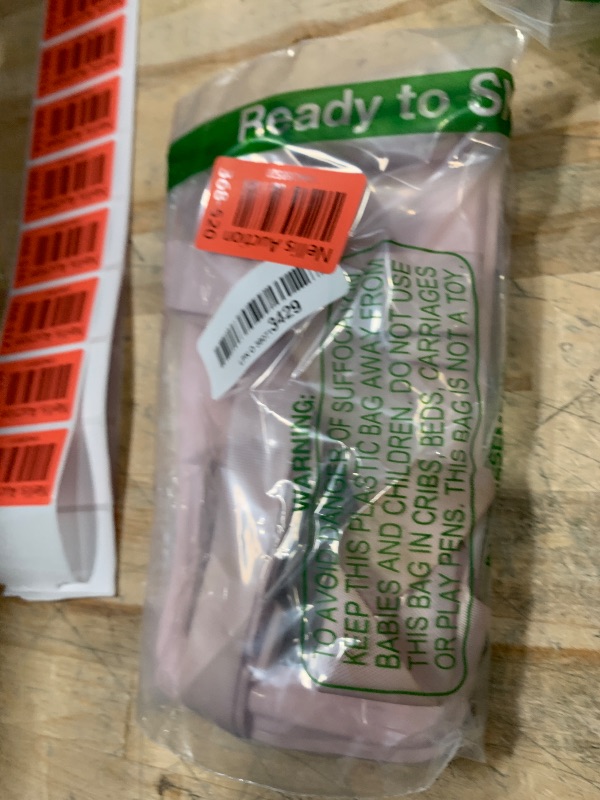 Ready to S
Nellis Auction
3429
WARNING:
TO AVOID DANGER OF SUFFOCATION
KEEP THIS PLASTIC BAG AWAY FROM
BABIES AND CHILDREN. DO NOT USE
THIS BAG IN CRIBS, BEDS, CARRIAGES
OR PLAY PENS. THIS BAG IS NOT A TOY.